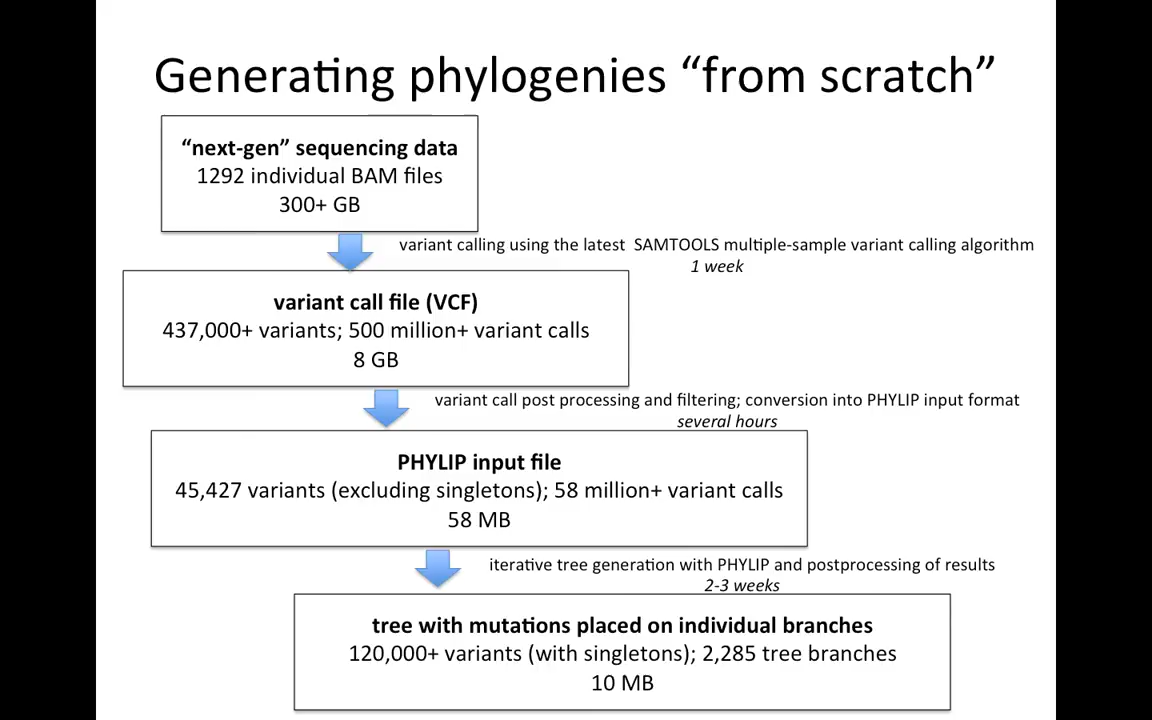 Generating phylogenies “from scratch”
“next-gen” sequencing data
1292 individual BAM files
300+ GB
variant calling using the latest  SAMTOOLS multiple-sample variant calling algorithm
1 week
variant call file (VCF)
437,000+ variants; 500 million+ variant calls
8 GB
variant call post processing and filtering; conversion into PHYLIP input format
several hours
PHYLIP input file
45,427 variants (excluding singletons); 58 million+ variant calls
58 MB
iterative tree generation with PHYLIP and postprocessing of results
2-3 weeks
tree with mutations placed on individual branches
120,000+ variants (with singletons); 2,285 tree branches
10 MB